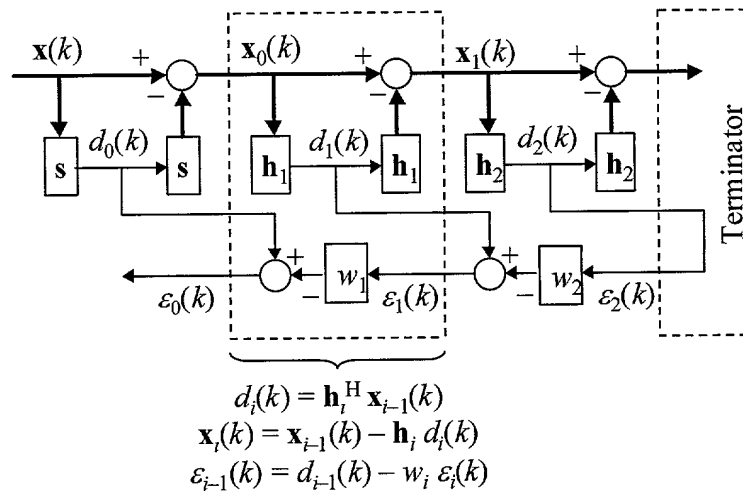 x(k) + − x₀(k) + − x₁(k) + −
s d₀(k) s h₁ d₁(k) h₁ h₂ d₂(k) h₂
Terminator
ε₀(k) + − w₁ ε₁(k) + − w₂ ε₂(k)
dᵢ(k) = hᵢᴴ xᵢ₋₁(k)
xᵢ(k) = xᵢ₋₁(k) − hᵢ dᵢ(k)
εᵢ₋₁(k) = dᵢ₋₁(k) − wᵢ εᵢ(k)